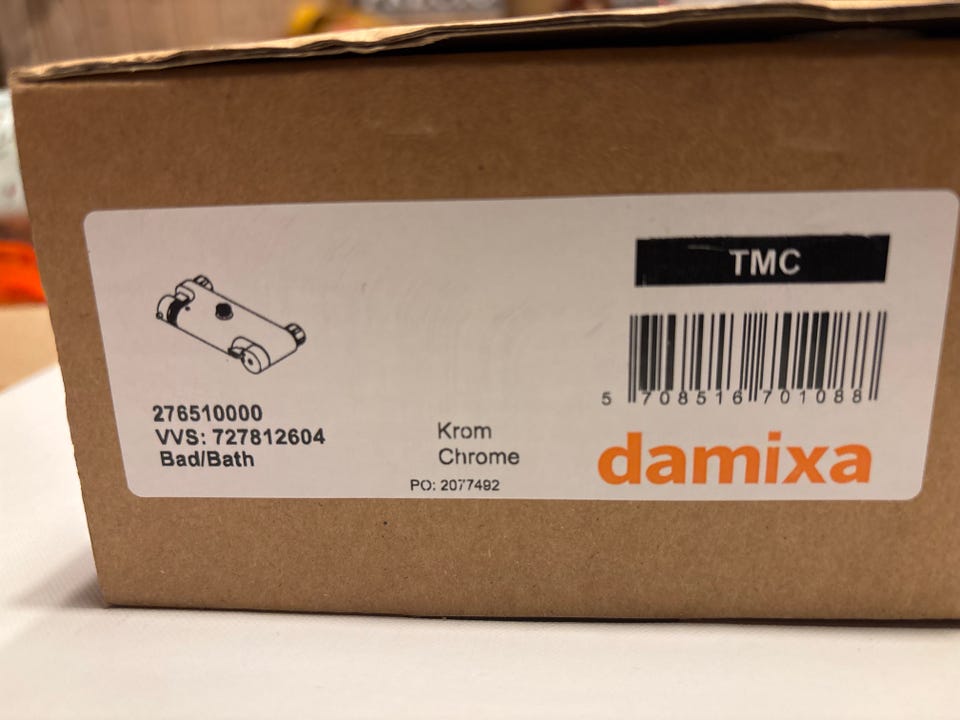 TMC
5 708516 701088
276510000
VVS: 727812604
Bad/Bath
Krom
Chrome
PO: 2077492
damixa